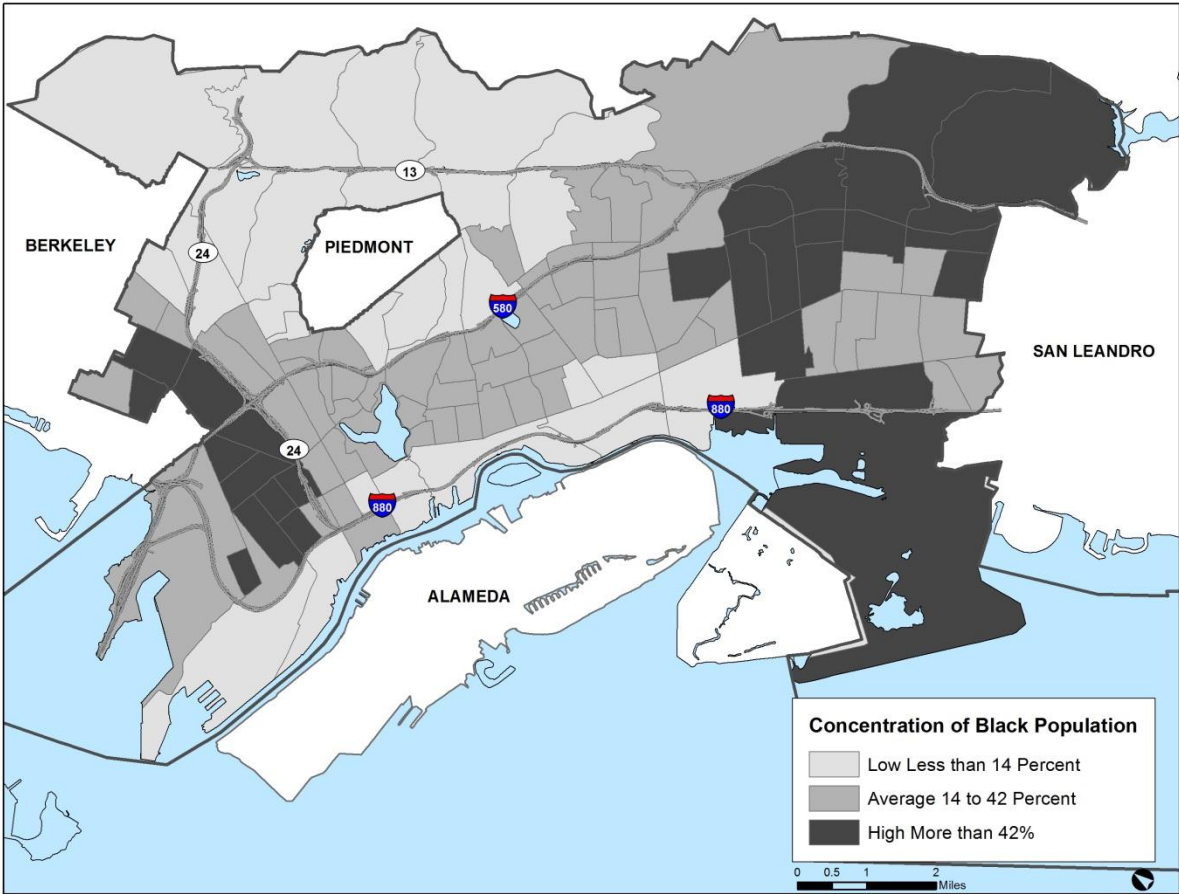 13
BERKELEY
PIEDMONT
24
580
SAN LEANDRO
880
24
880
ALAMEDA
Concentration of Black Population
Low Less than 14 Percent
Average 14 to 42 Percent
High More than 42%
0 0.5 1 2
Miles